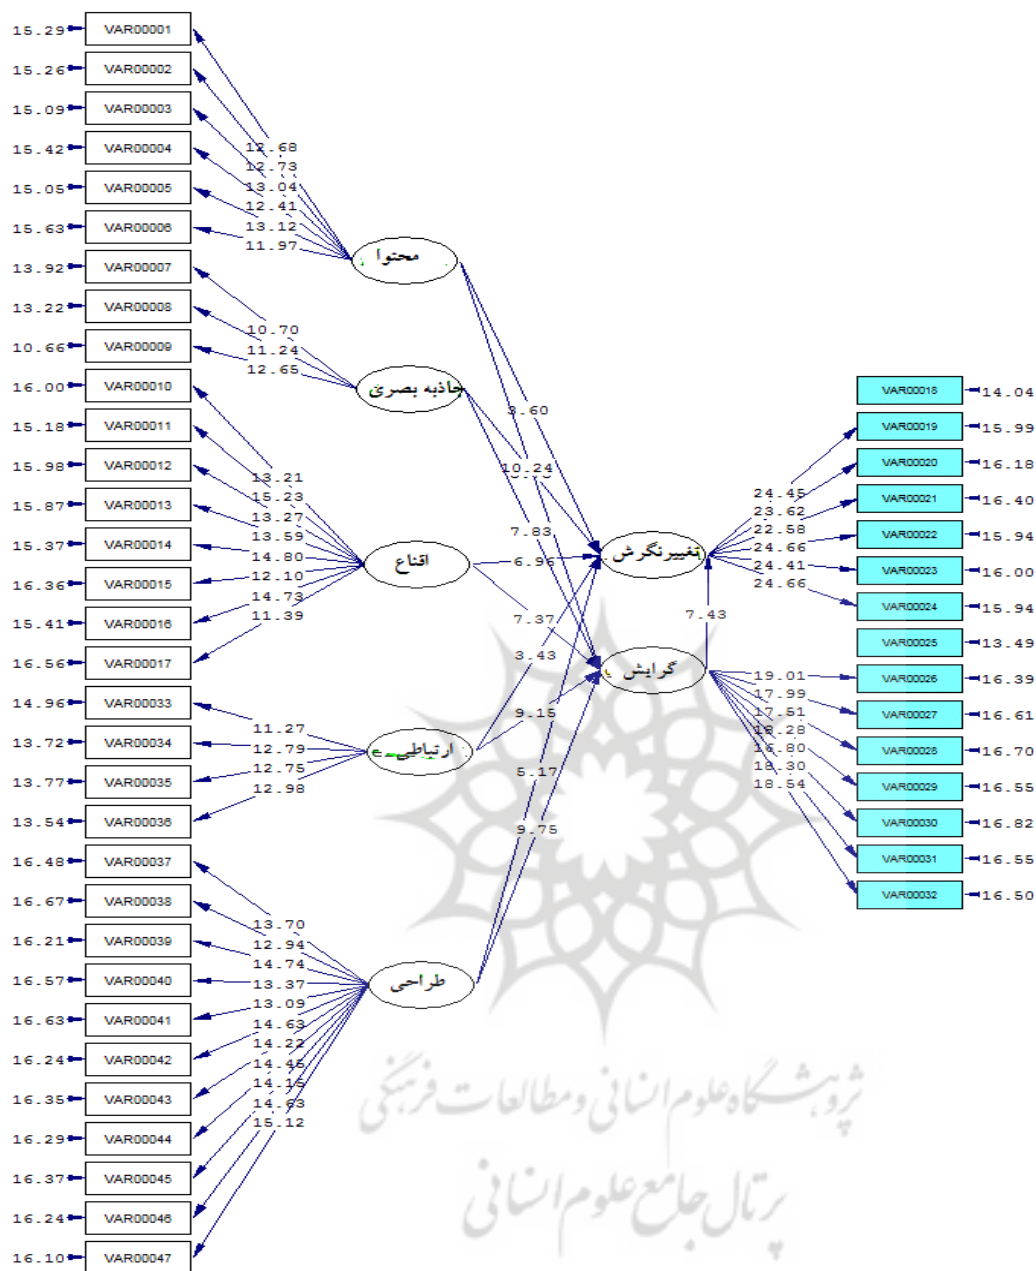 15.29 VAR00001
15.26 VAR00002
15.09 VAR00003
15.42 VAR00004
15.05 VAR00005
15.63 VAR00006
13.92 VAR00007
13.22 VAR00008
10.66 VAR00009
16.00 VAR00010
15.18 VAR00011
15.98 VAR00012
15.87 VAR00013
15.37 VAR00014
16.36 VAR00015
15.41 VAR00016
16.56 VAR00017
14.96 VAR00033
13.72 VAR00034
13.77 VAR00035
13.54 VAR00036
16.48 VAR00037
16.67 VAR00038
16.21 VAR00039
16.57 VAR00040
16.63 VAR00041
16.24 VAR00042
16.35 VAR00043
16.29 VAR00044
16.37 VAR00045
16.24 VAR00046
16.10 VAR00047
12.68
12.73
13.04
12.41
13.12
11.97
10.70
11.24
12.65
13.21
15.23
13.27
13.59
14.80
12.10
14.73
11.39
11.27
12.79
12.75
12.98
13.70
12.94
14.74
13.37
13.09
14.63
14.22
14.45
14.15
14.63
15.12
محتوا
جاذبه بصری
اقناع
ارتباطی
طراحی
3.60
10.24
7.83
6.96
7.37
3.43
9.15
5.17
9.75
تغییرنگرش
گرایش
7.43
24.45
23.62
22.58
24.66
24.41
24.66
19.01
17.99
17.51
18.28
16.80
18.30
18.54
VAR00018 14.04
VAR00019 15.99
VAR00020 16.18
VAR00021 16.40
VAR00022 15.94
VAR00023 16.00
VAR00024 15.94
VAR00025 13.49
VAR00026 16.39
VAR00027 16.61
VAR00028 16.70
VAR00029 16.55
VAR00030 16.82
VAR00031 16.55
VAR00032 16.50
پژوهشگاه علوم انسانی و مطالعات فرهنگی
پرتال جامع علوم انسانی